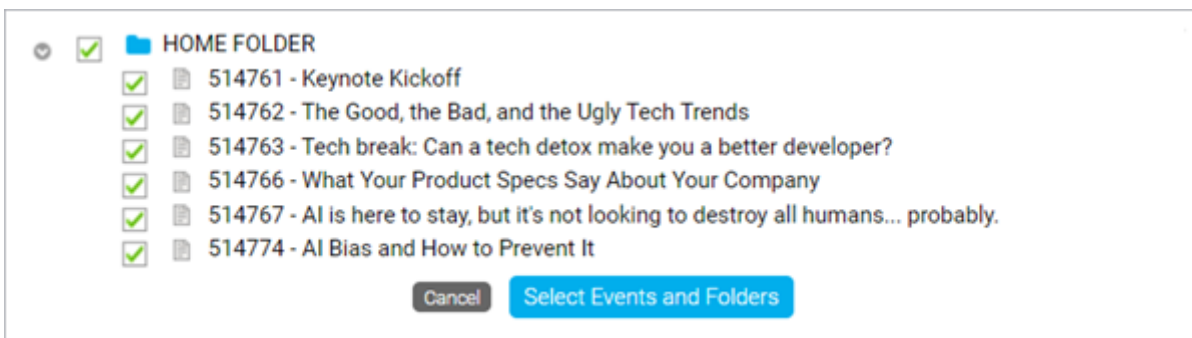 HOME FOLDER
514761 - Keynote Kickoff
514762 - The Good, the Bad, and the Ugly Tech Trends
514763 - Tech break: Can a tech detox make you a better developer?
514766 - What Your Product Specs Say About Your Company
514767 - AI is here to stay, but it's not looking to destroy all humans... probably.
514774 - AI Bias and How to Prevent It
Cancel Select Events and Folders